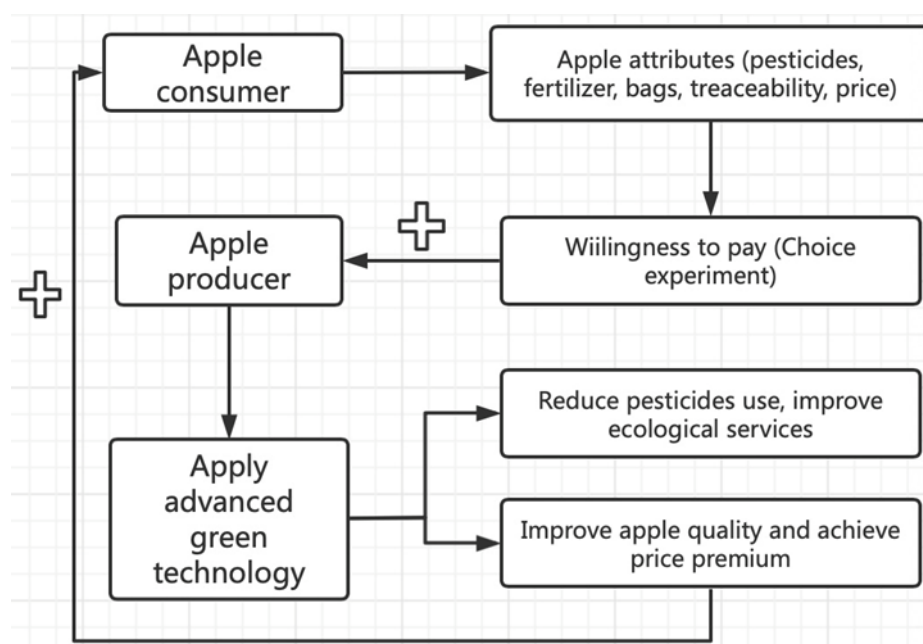 Apple
consumer
Apple attributes (pesticides,
fertilizer, bags, treaceability, price)
Wiilingness to pay (Choice
experiment)
Apple
producer
Apply
advanced
green
technology
Reduce pesticides use, improve
ecological services
Improve apple quality and achieve
price premium